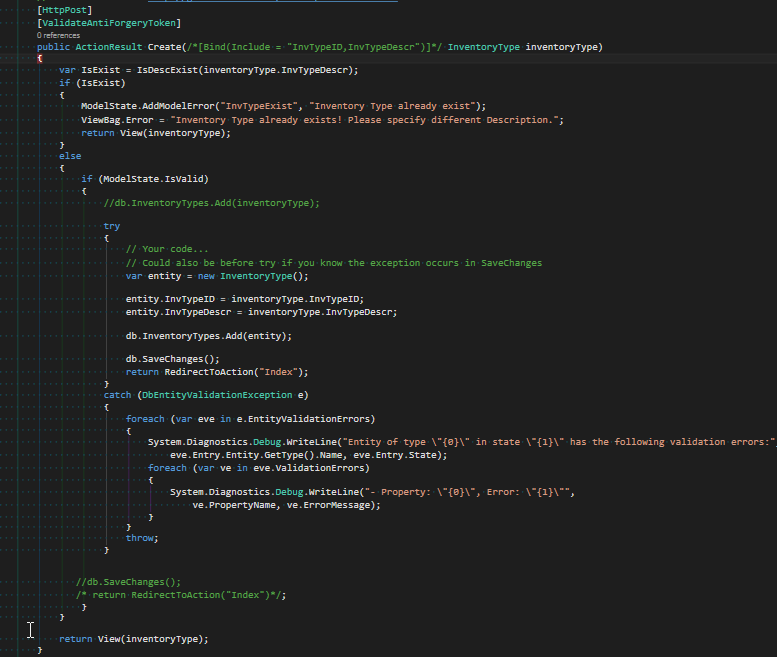 [HttpPost]
[ValidateAntiForgeryToken]
0 references
public ActionResult Create(/*[Bind(Include = "InvTypeID,InvTypeDescr")]*/ InventoryType inventoryType)
{
var IsExist = IsDescExist(inventoryType.InvTypeDescr);
if (IsExist)
{
ModelState.AddModelError("InvTypeExist", "Inventory Type already exist");
ViewBag.Error = "Inventory Type already exists! Please specify different Description.";
return View(inventoryType);
}
else
{
if (ModelState.IsValid)
{
//db.InventoryTypes.Add(inventoryType);
try
{
// Your code...
// Could also be before try if you know the exception occurs in SaveChanges
var entity = new InventoryType();
entity.InvTypeID = inventoryType.InvTypeID;
entity.InvTypeDescr = inventoryType.InvTypeDescr;
db.InventoryTypes.Add(entity);
db.SaveChanges();
return RedirectToAction("Index");
}
catch (DbEntityValidationException e)
{
foreach (var eve in e.EntityValidationErrors)
{
System.Diagnostics.Debug.WriteLine("Entity of type \"{0}\" in state \"{1}\" has the following validation errors:",
eve.Entry.Entity.GetType().Name, eve.Entry.State);
foreach (var ve in eve.ValidationErrors)
{
System.Diagnostics.Debug.WriteLine("- Property: \"{0}\", Error: \"{1}\"",
ve.PropertyName, ve.ErrorMessage);
}
}
throw;
}
//db.SaveChanges();
/* return RedirectToAction("Index")*/;
}
}
return View(inventoryType);
}